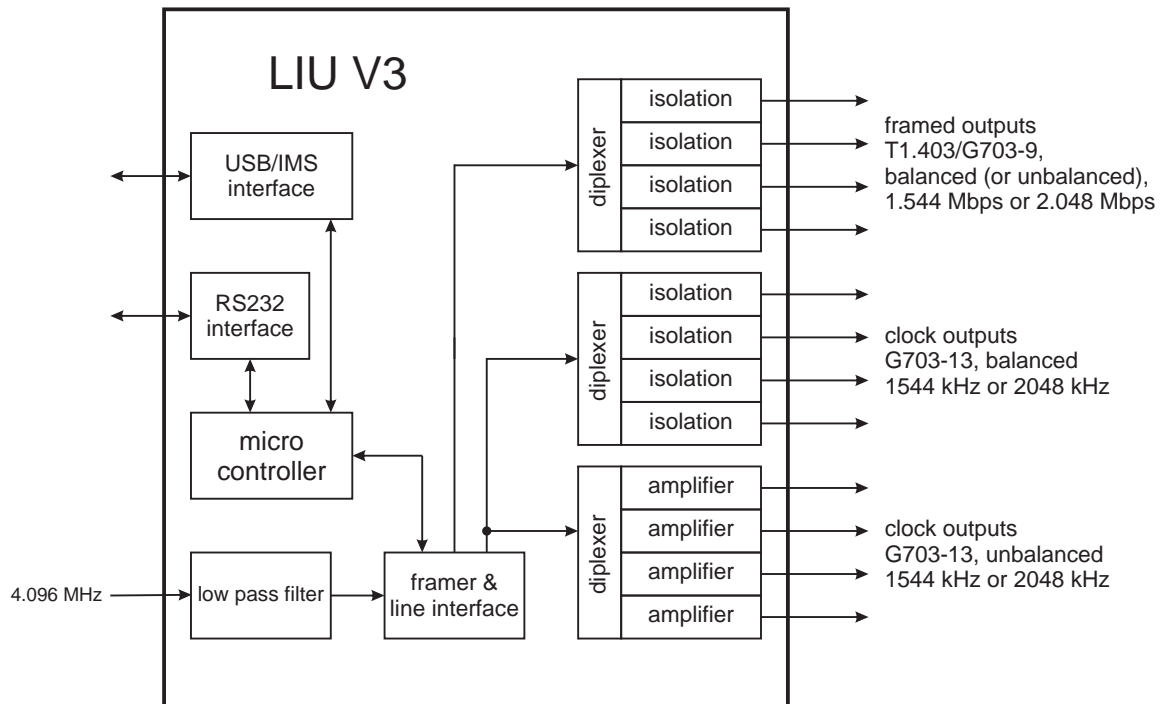 LIU V3
USB/IMS
interface
RS232
interface
micro
controller
4.096 MHz
low pass filter
framer &
line interface
diplexer
isolation
isolation
isolation
isolation
framed outputs
T1.403/G703-9,
balanced (or unbalanced),
1.544 Mbps or 2.048 Mbps
diplexer
isolation
isolation
isolation
isolation
clock outputs
G703-13, balanced
1544 kHz or 2048 kHz
diplexer
amplifier
amplifier
amplifier
amplifier
clock outputs
G703-13, unbalanced
1544 kHz or 2048 kHz